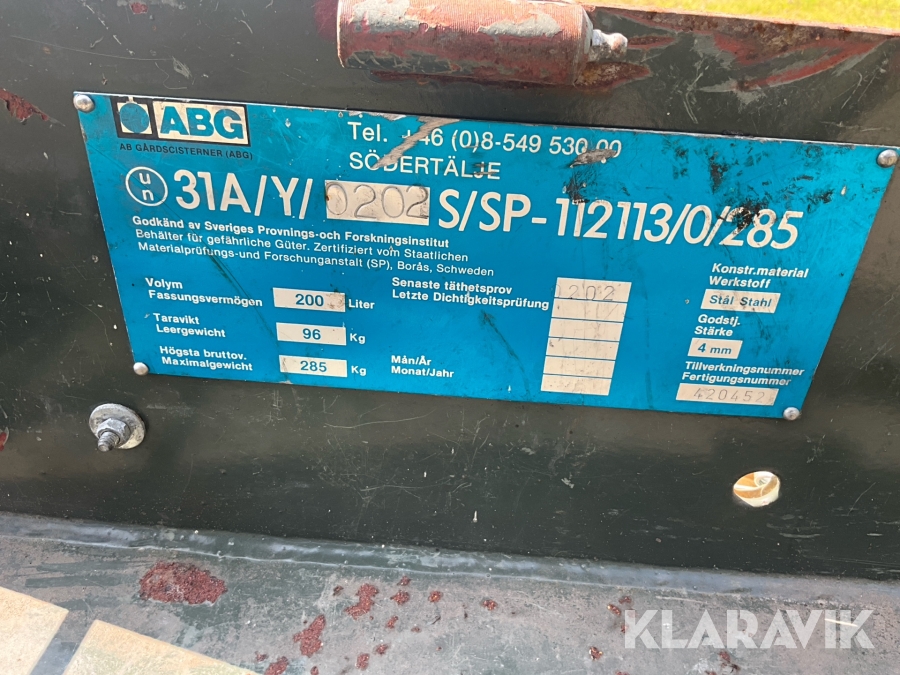 ABG
AB GÅRDSCISTERNER (ABG)
Tel. +46 (0)8-549 530 00
SÖDERTÄLJE
un 31A/Y/ 0202 S/SP-112113/0/285
Godkänd av Sveriges Provnings-och Forskningsinstitut
Behälter für gefährliche Güter. Zertifiziert vom Staatlichen
Materialprüfungs-und Forschunganstalt (SP), Borås, Schweden
Volym
Fassungsvermögen 200 Liter
Taravikt
Leergewicht 96 Kg
Högsta bruttov.
Maximalgewicht 285 Kg
Senaste täthetsprov
Letzte Dichtigkeitsprüfung 202
Mån/År
Monat/Jahr
Konstr.material
Werkstoff
Stål Stahl
Godstj.
Stärke
4 mm
Tillverkningsnummer
Fertigungsnummer
420452
KLARAVIK